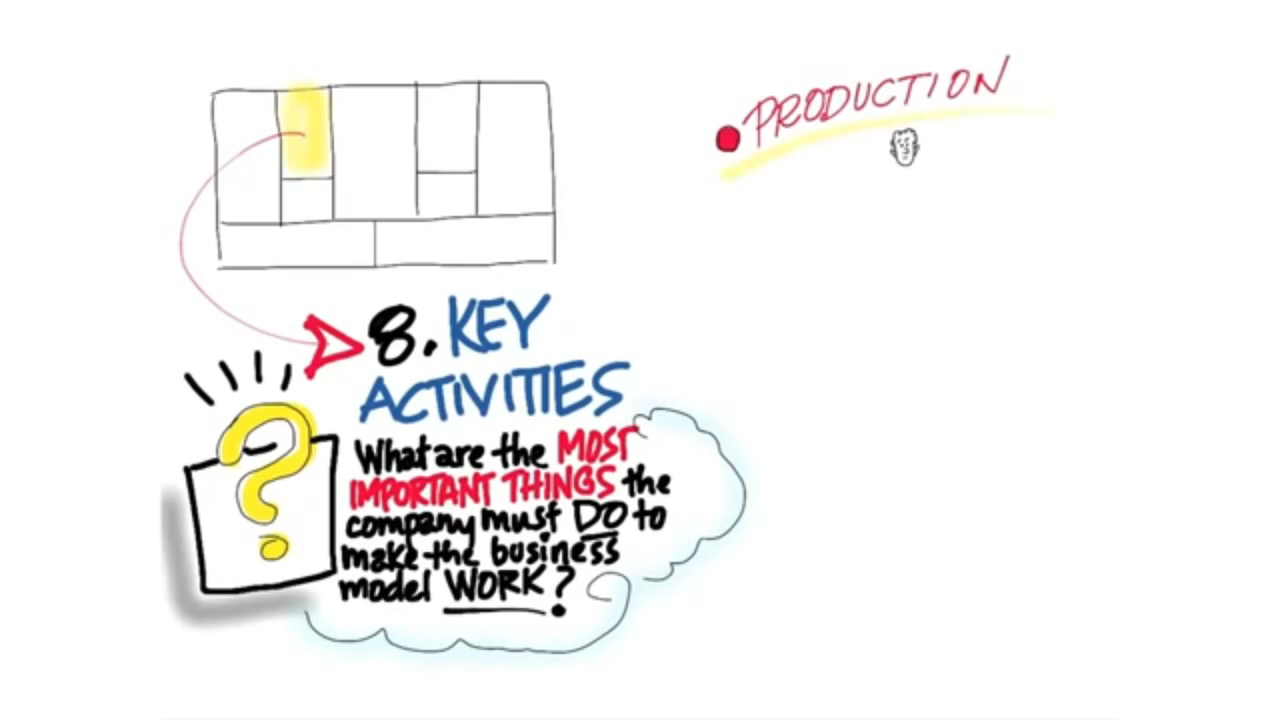 PRODUCTION
8. KEY
ACTIVITIES
What are the MOST
IMPORTANT THINGS the
company must DO to
make the business
model WORK?